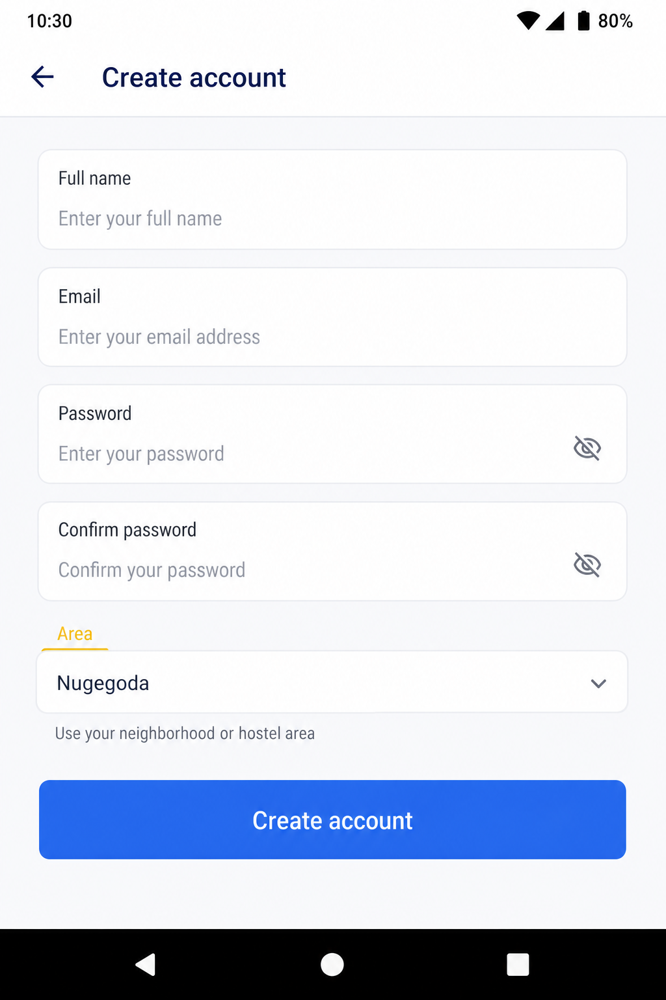 10:30
80%
Create account
Full name
Enter your full name
Email
Enter your email address
Password
Enter your password
Confirm password
Confirm your password
Area
Nugegoda
Use your neighborhood or hostel area
Create account